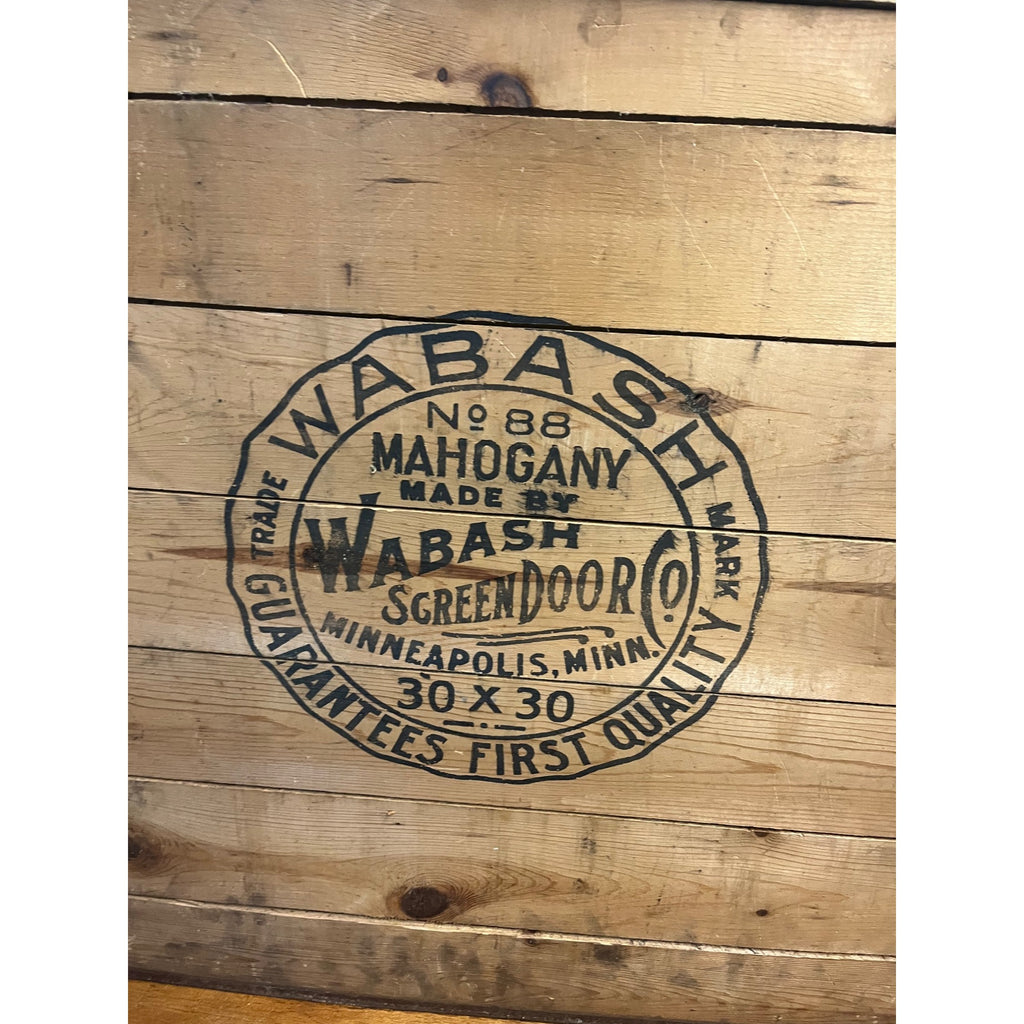 WABASH
TRADE MARK
Nº 88
MAHOGANY
MADE BY
WABASH
SCREEN DOOR CO.
MINNEAPOLIS, MINN.
30 X 30
GUARANTEES FIRST QUALITY